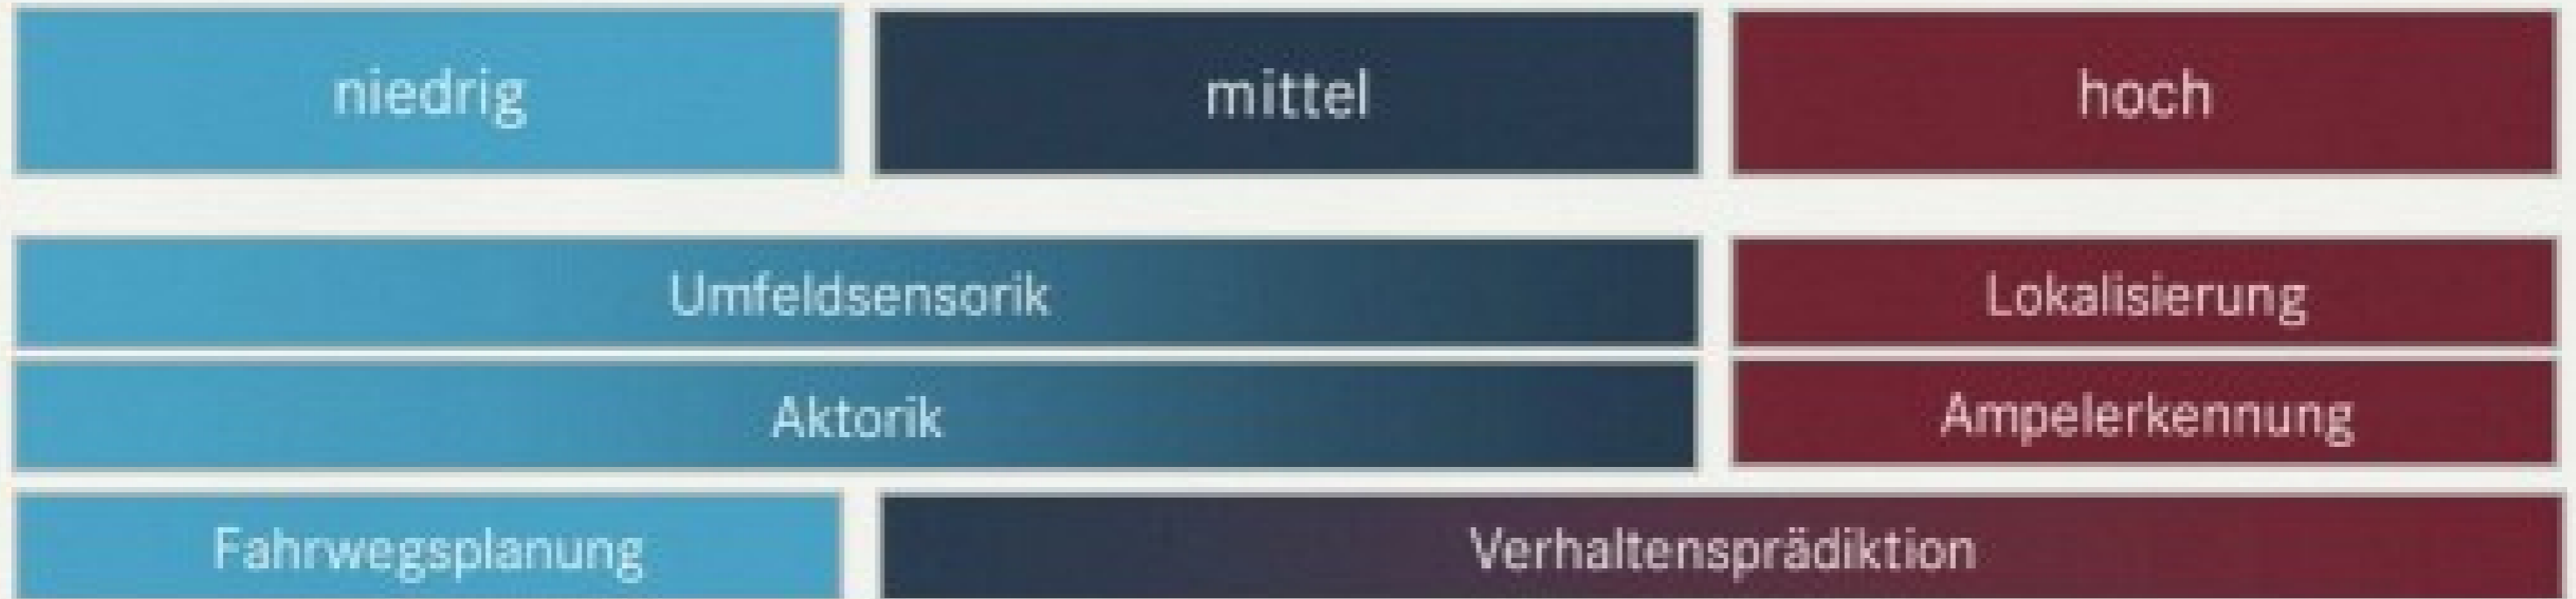 niedrig mittel hoch
Umfeldsensorik Lokalisierung
Aktorik Ampelerkennung
Fahrwegsplanung Verhaltensprädiktion